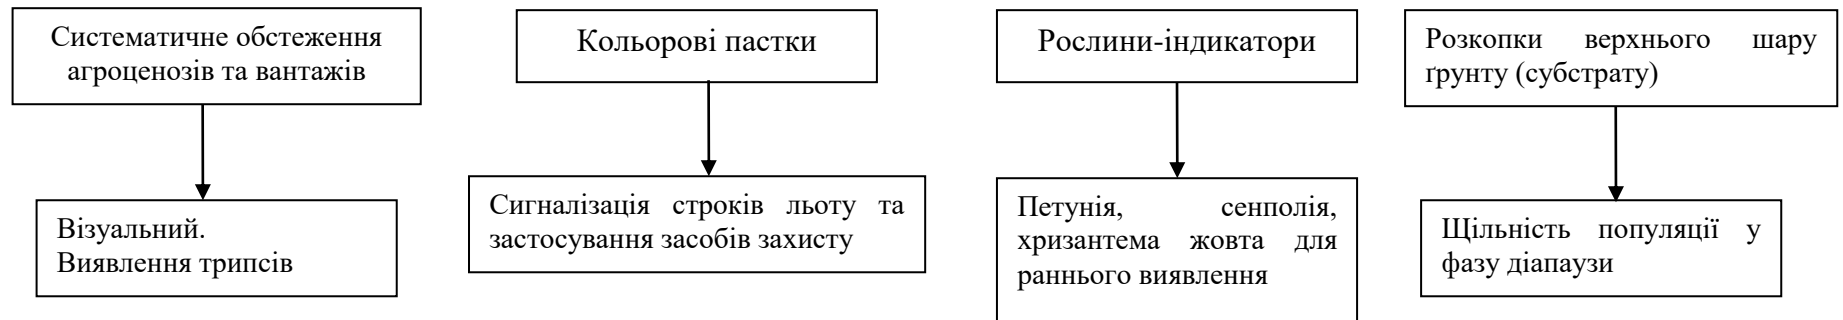 Систематичне обстеження
агроценозів та вантажів
Кольорові пастки
Рослини-індикатори
Розкопки верхнього шару
ґрунту (субстрату)
Візуальний.
Виявлення трипсів
Сигналізація строків льоту та
застосування засобів захисту
Петунія, сенполія,
хризантема жовта для
раннього виявлення
Щільність популяції у
фазу діапаузи